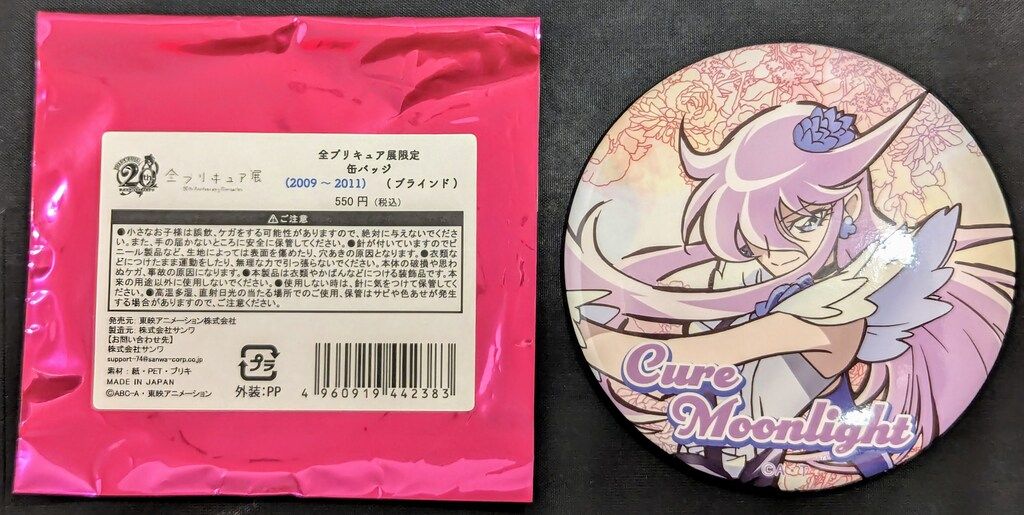 20th
全プリキュア展
20th Anniversary Memories
全プリキュア展限定
缶バッジ
(2009 ~ 2011) (ブラインド)
550 円 (税込)
⚠ご注意
●小さなお子様は誤飲、ケガをする可能性がありますので、絶対に与えないでくださ
い。また、手の届かないところに安全に保管してください。●針が付いていますのでビ
ニール製品など、生地によっては表面を傷めたり、穴あきの原因となります。●衣類な
どにつけたまま運動をしたり、無理な力で引っ張らないでください。本体の破損や思わ
ぬケガ、事故の原因になります。●本製品は衣類やかばんなどにつける装飾品です。本
来の用途以外に使用しないでください。●使用しない時は、針に気をつけて保管してく
ださい。●高温多湿、直射日光の当たる場所でのご使用、保管はサビや色あせが発生
する場合がありますので、ご注意ください。
発売元：東映アニメーション株式会社
製造元：株式会社サンワ
【お問い合わせ先】
株式会社サンワ
support-74@sanwa-corp.co.jp
素材：紙・PET・ブリキ
MADE IN JAPAN
©ABC-A・東映アニメーション
プラ
外装:PP
4 960919 442383
Cure
Moonlight